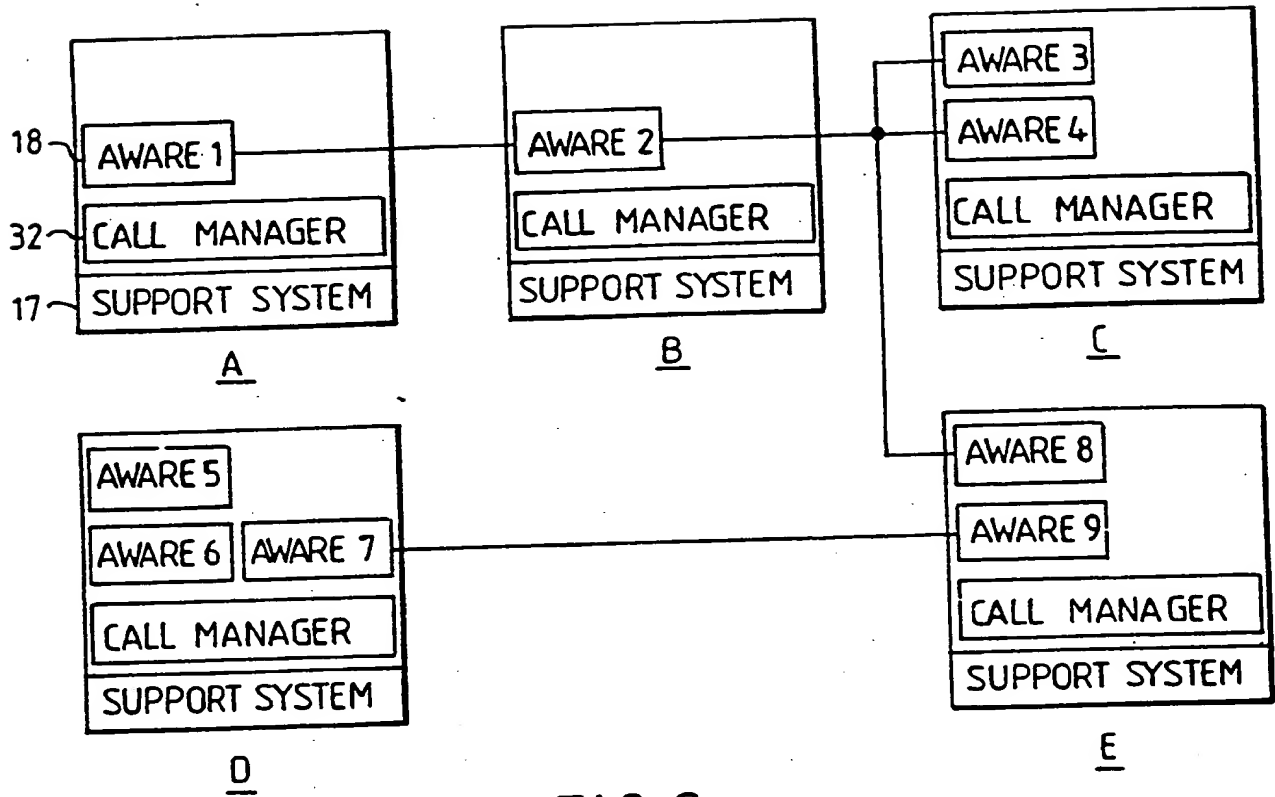 AWARE 1
18
CALL MANAGER
32
SUPPORT SYSTEM
17
A
AWARE 2
CALL MANAGER
SUPPORT SYSTEM
B
AWARE 3
AWARE 4
CALL MANAGER
SUPPORT SYSTEM
C
AWARE 5
AWARE 6
AWARE 7
CALL MANAGER
SUPPORT SYSTEM
D
AWARE 8
AWARE 9
CALL MANAGER
SUPPORT SYSTEM
E